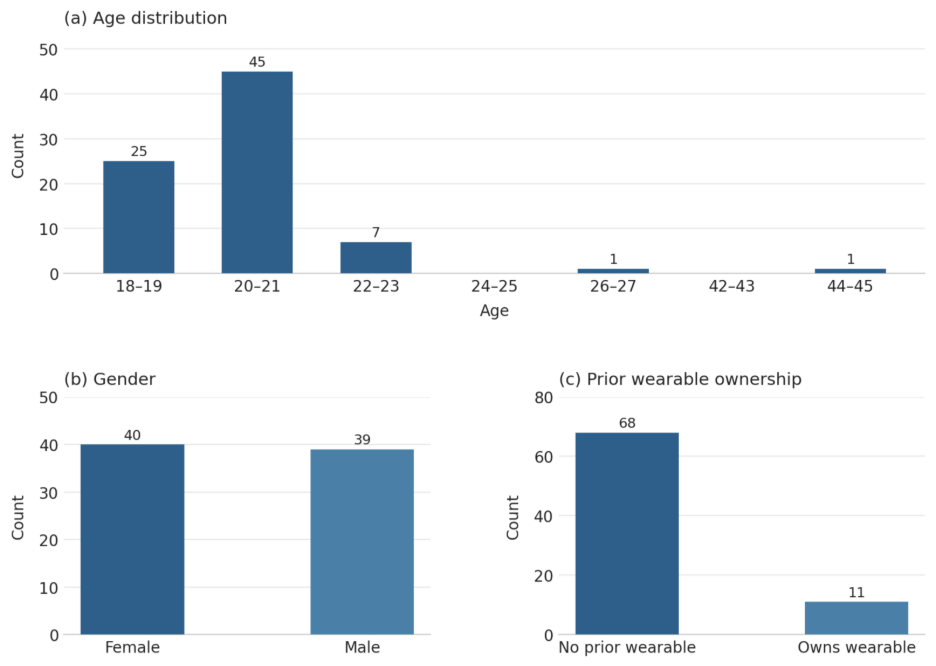 (a) Age distribution
50
45
40
30
25
20
10
7
1
1
0
Count
18–19 20–21 22–23 24–25 26–27 42–43 44–45
Age
(b) Gender
50
40
40
39
30
20
10
0
Count
Female Male
(c) Prior wearable ownership
80
68
60
40
20
11
0
Count
No prior wearable Owns wearable